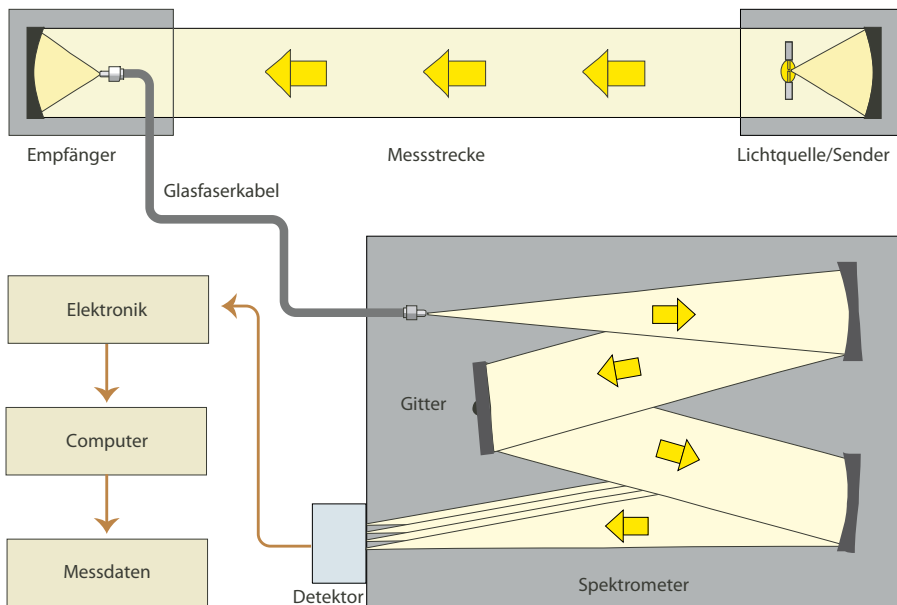 Empfänger
Messstrecke
Lichtquelle/Sender
Glasfaserkabel
Elektronik
Gitter
Computer
Messdaten
Detektor
Spektrometer